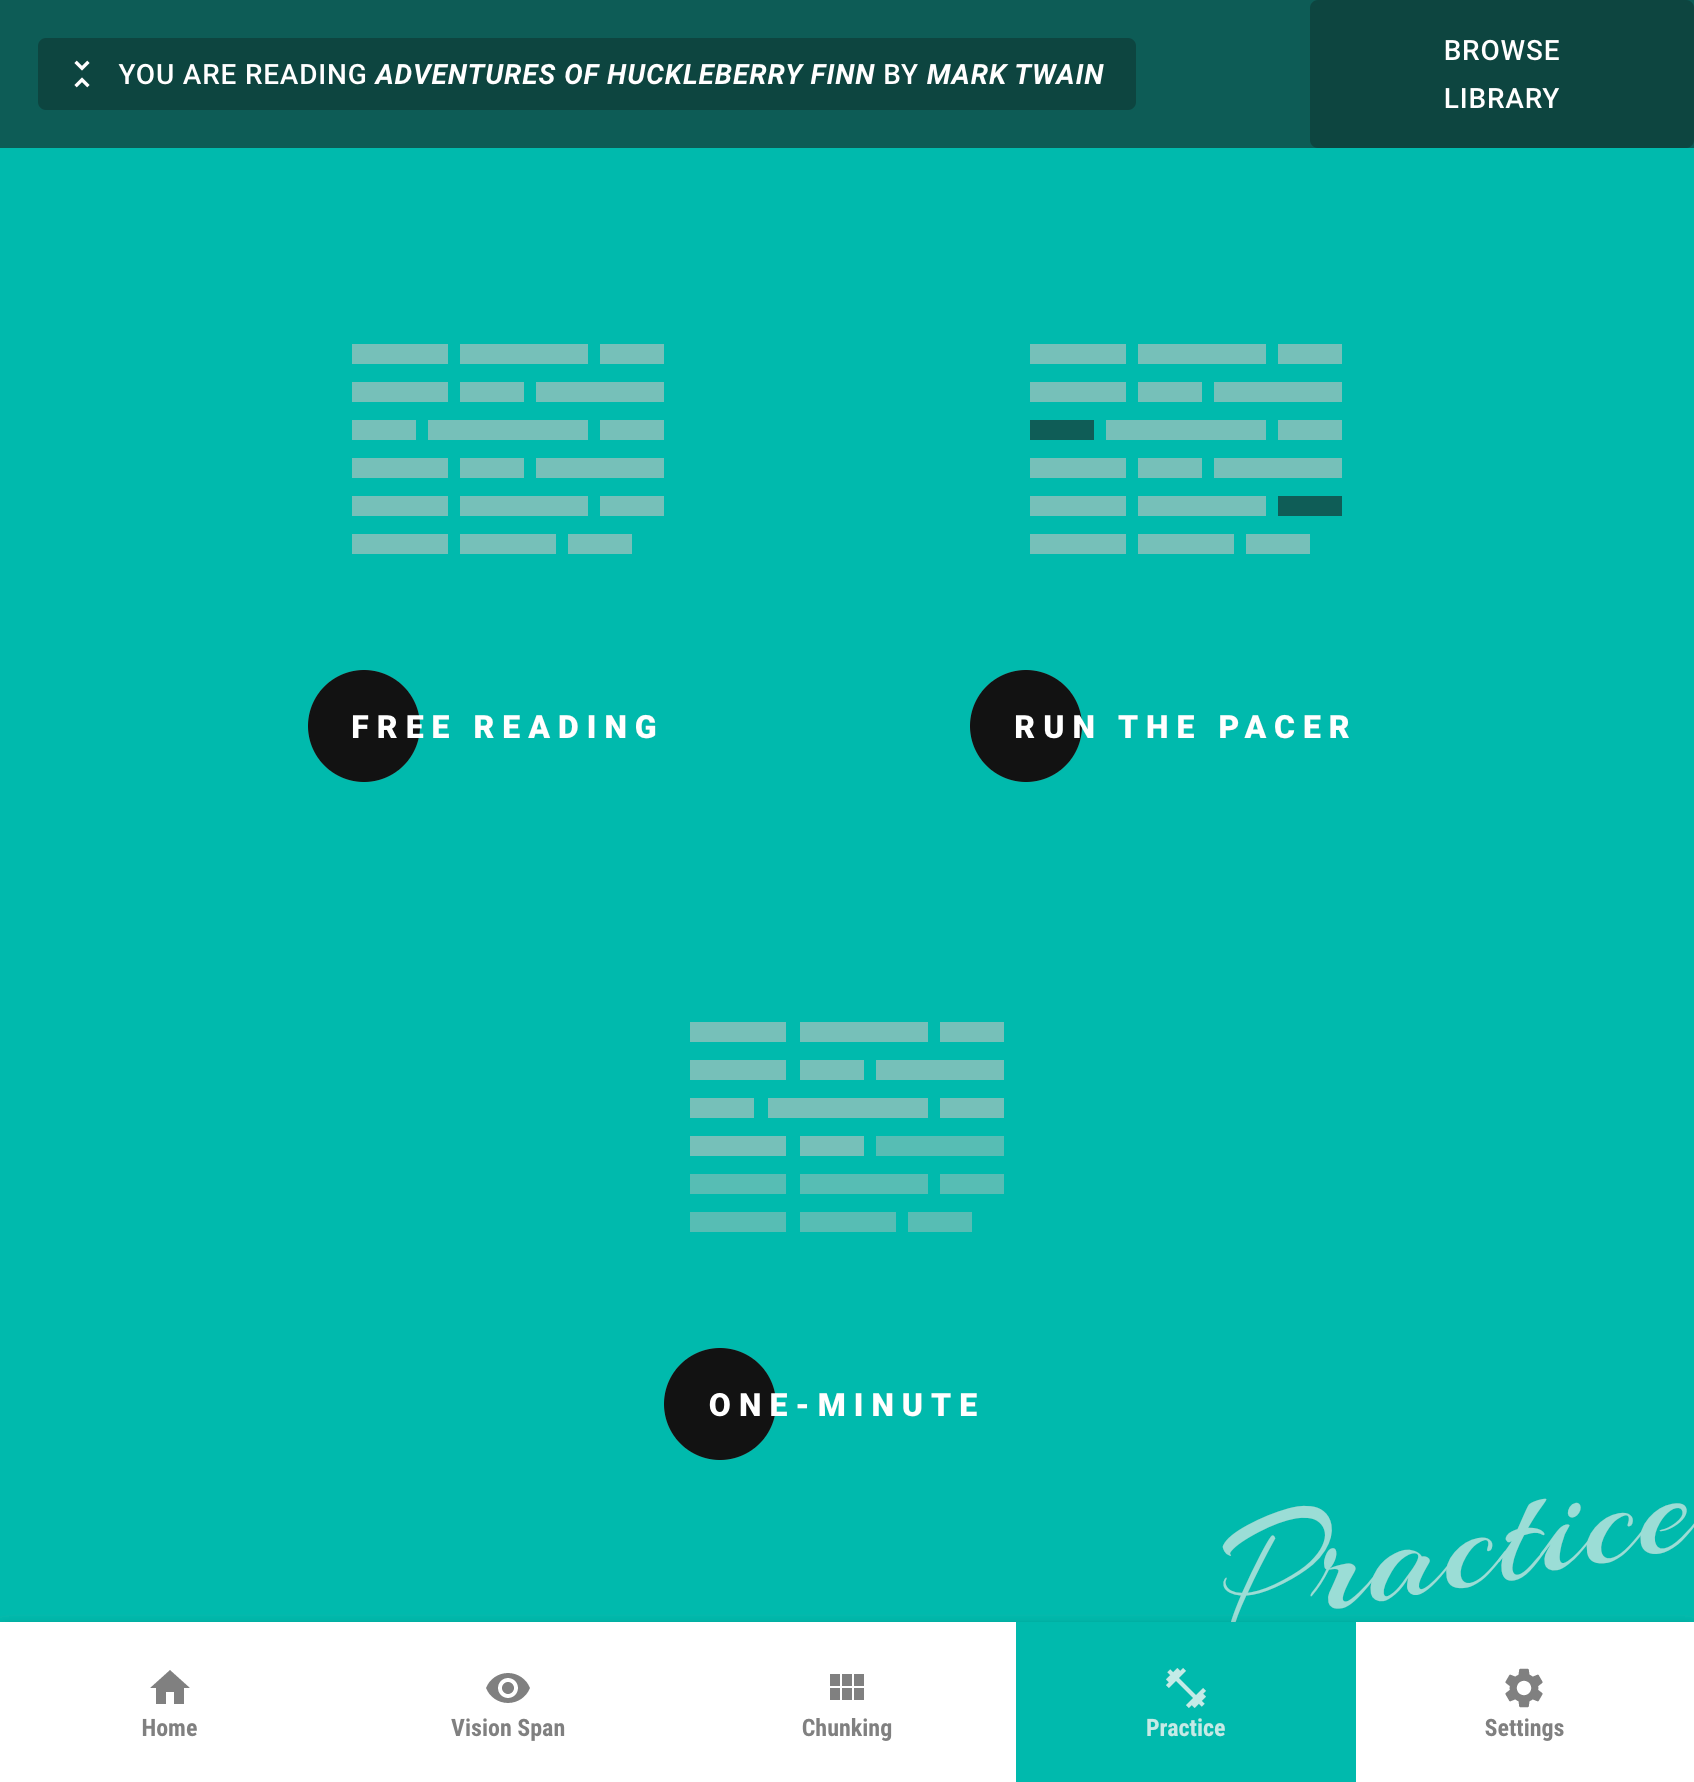 YOU ARE READING ADVENTURES OF HUCKLEBERRY FINN BY MARK TWAIN
BROWSE
LIBRARY
FREE READING
RUN THE PACER
ONE-MINUTE
Practice
Home
Vision Span
Chunking
Practice
Settings